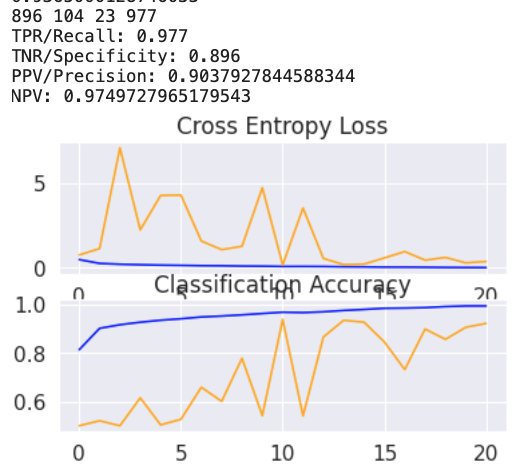 896 104 23 977
TPR/Recall: 0.977
TNR/Specificity: 0.896
PPV/Precision: 0.9037927844588344
NPV: 0.9749727965179543
Cross Entropy Loss
5
0
0 5 10 15 20
Classification Accuracy
1.0
0.8
0.6
0 5 10 15 20